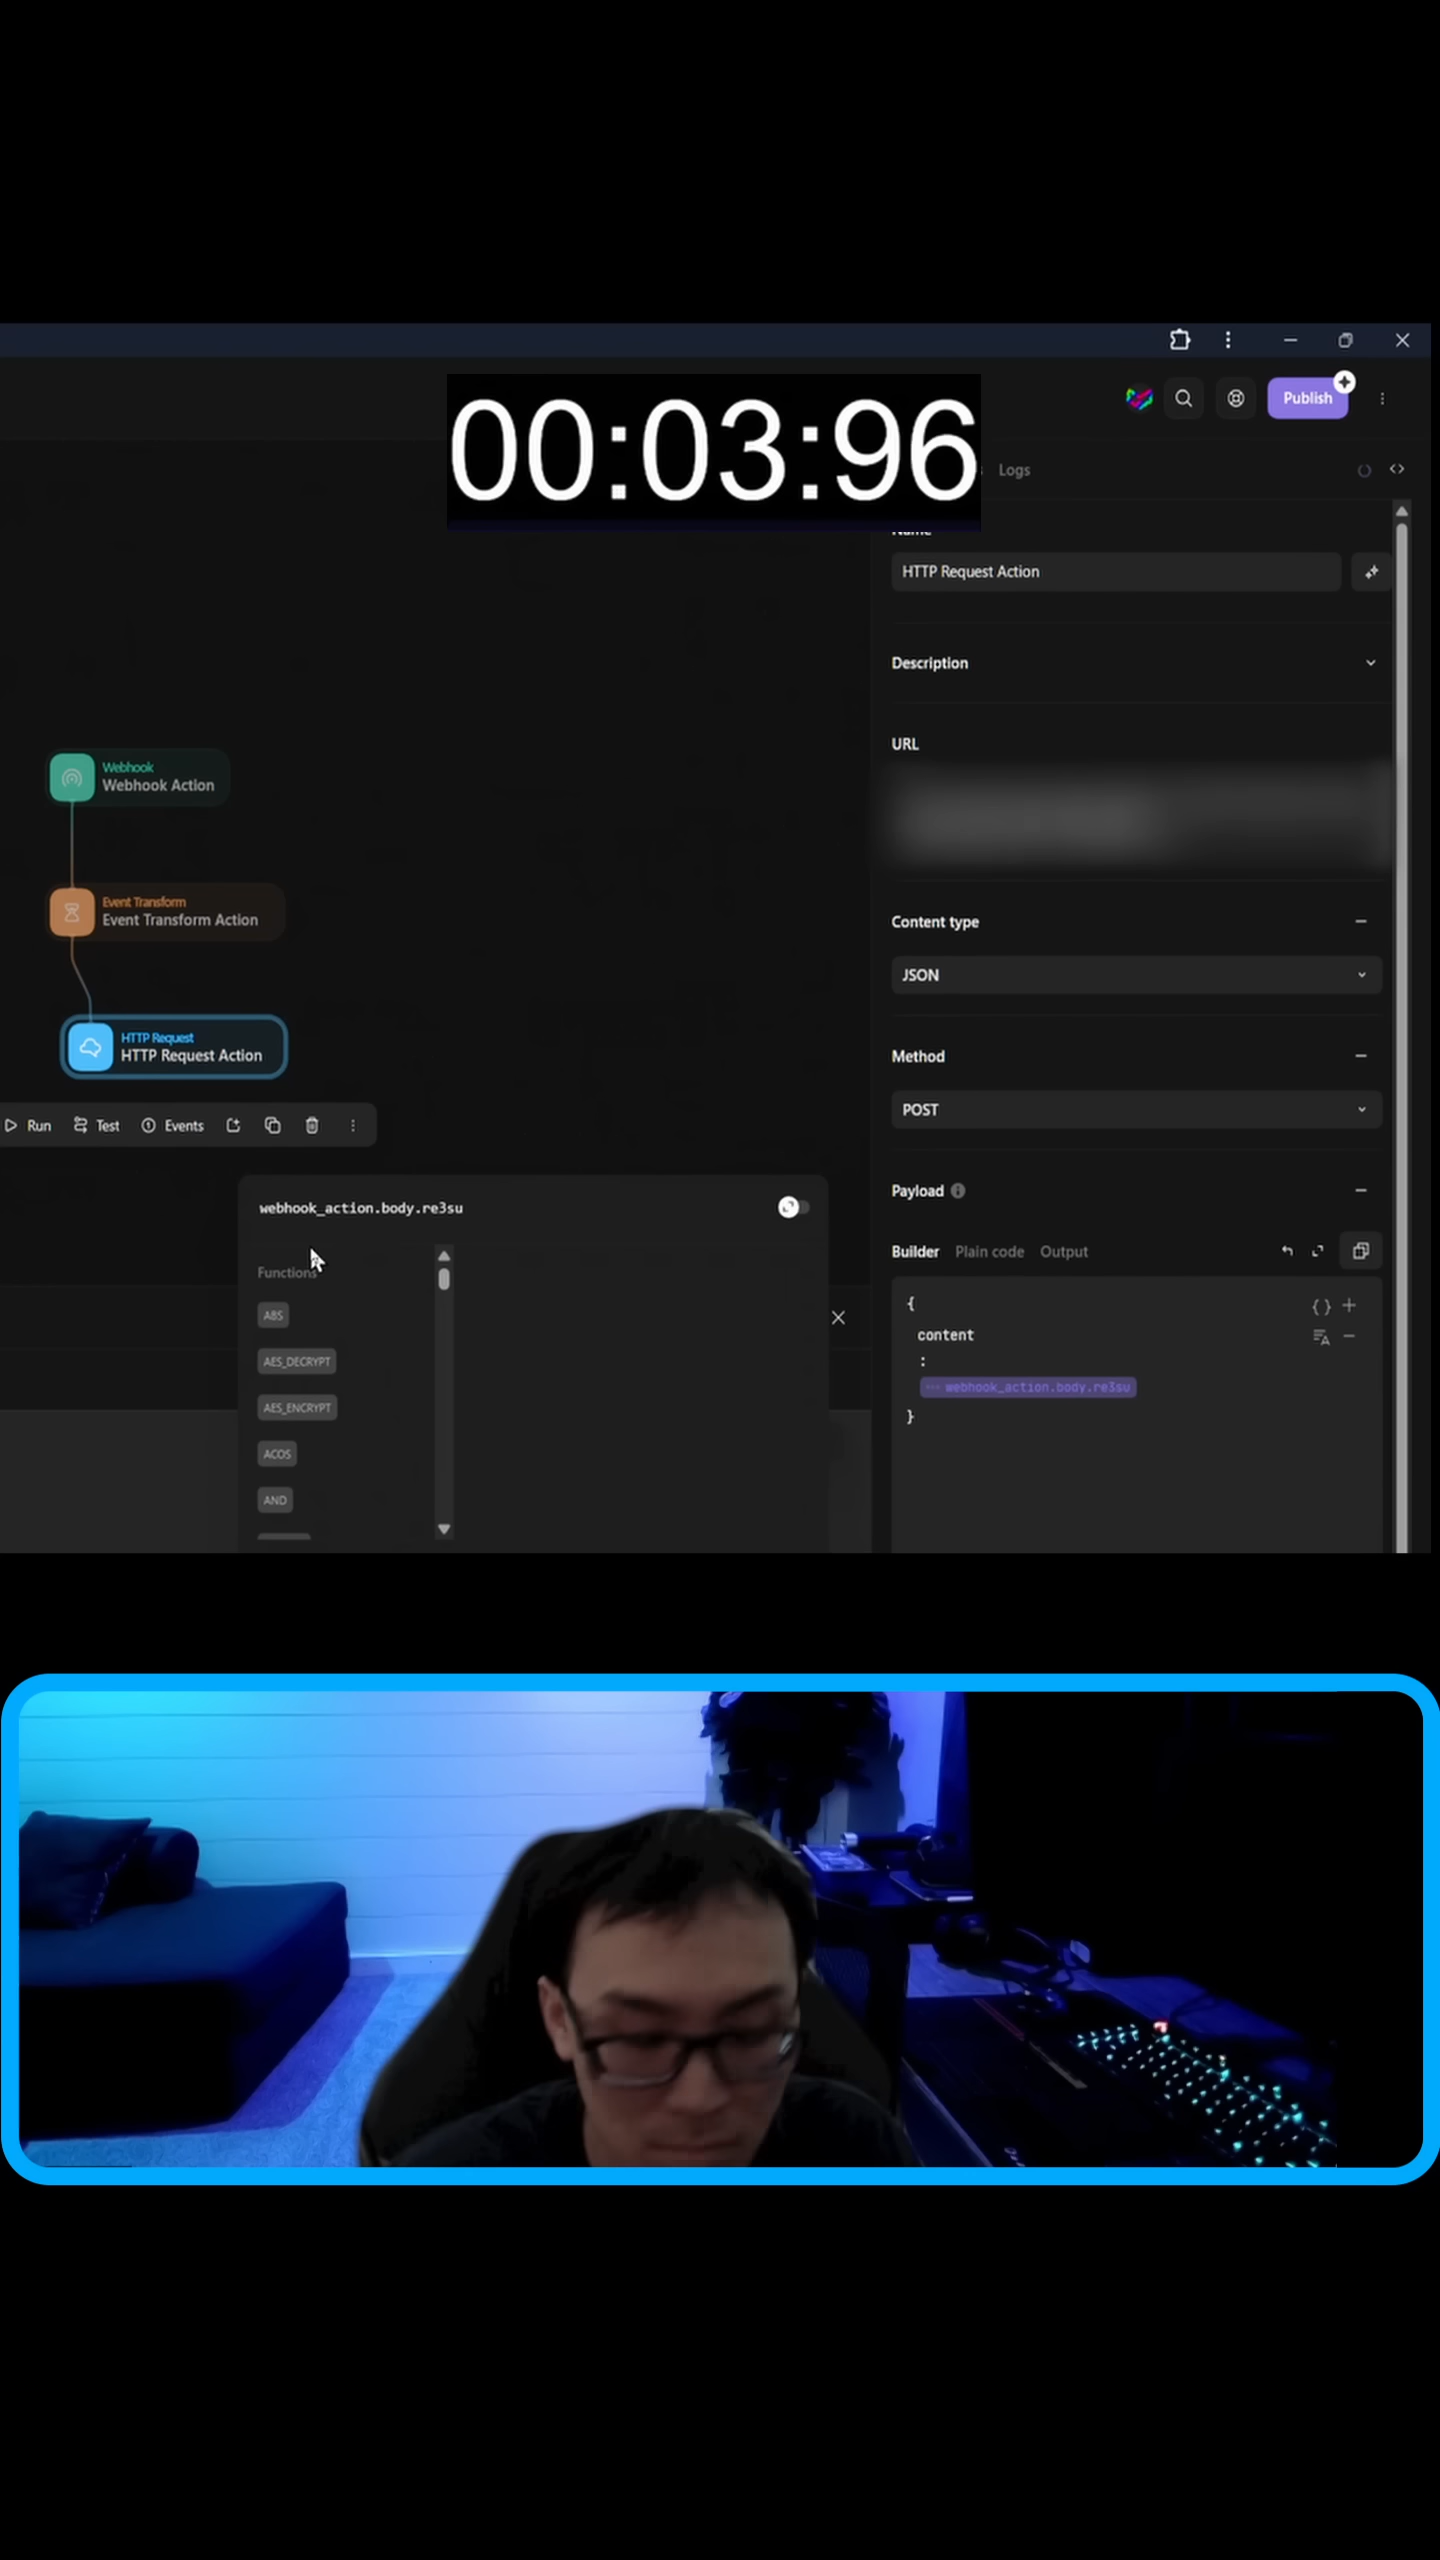 00:03:96
Publish
Logs
Name
HTTP Request Action
Description
URL
Webhook
Webhook Action
Event Transform
Event Transform Action
Content type
JSON
HTTP Request
HTTP Request Action
Method
POST
Run Test Events
Payload
webhook_action.body.re3su
Builder Plain code Output
Functions
ABS
AES_DECRYPT
AES_ENCRYPT
ACOS
AND
{
content
:
webhook_action.body.re3su
}